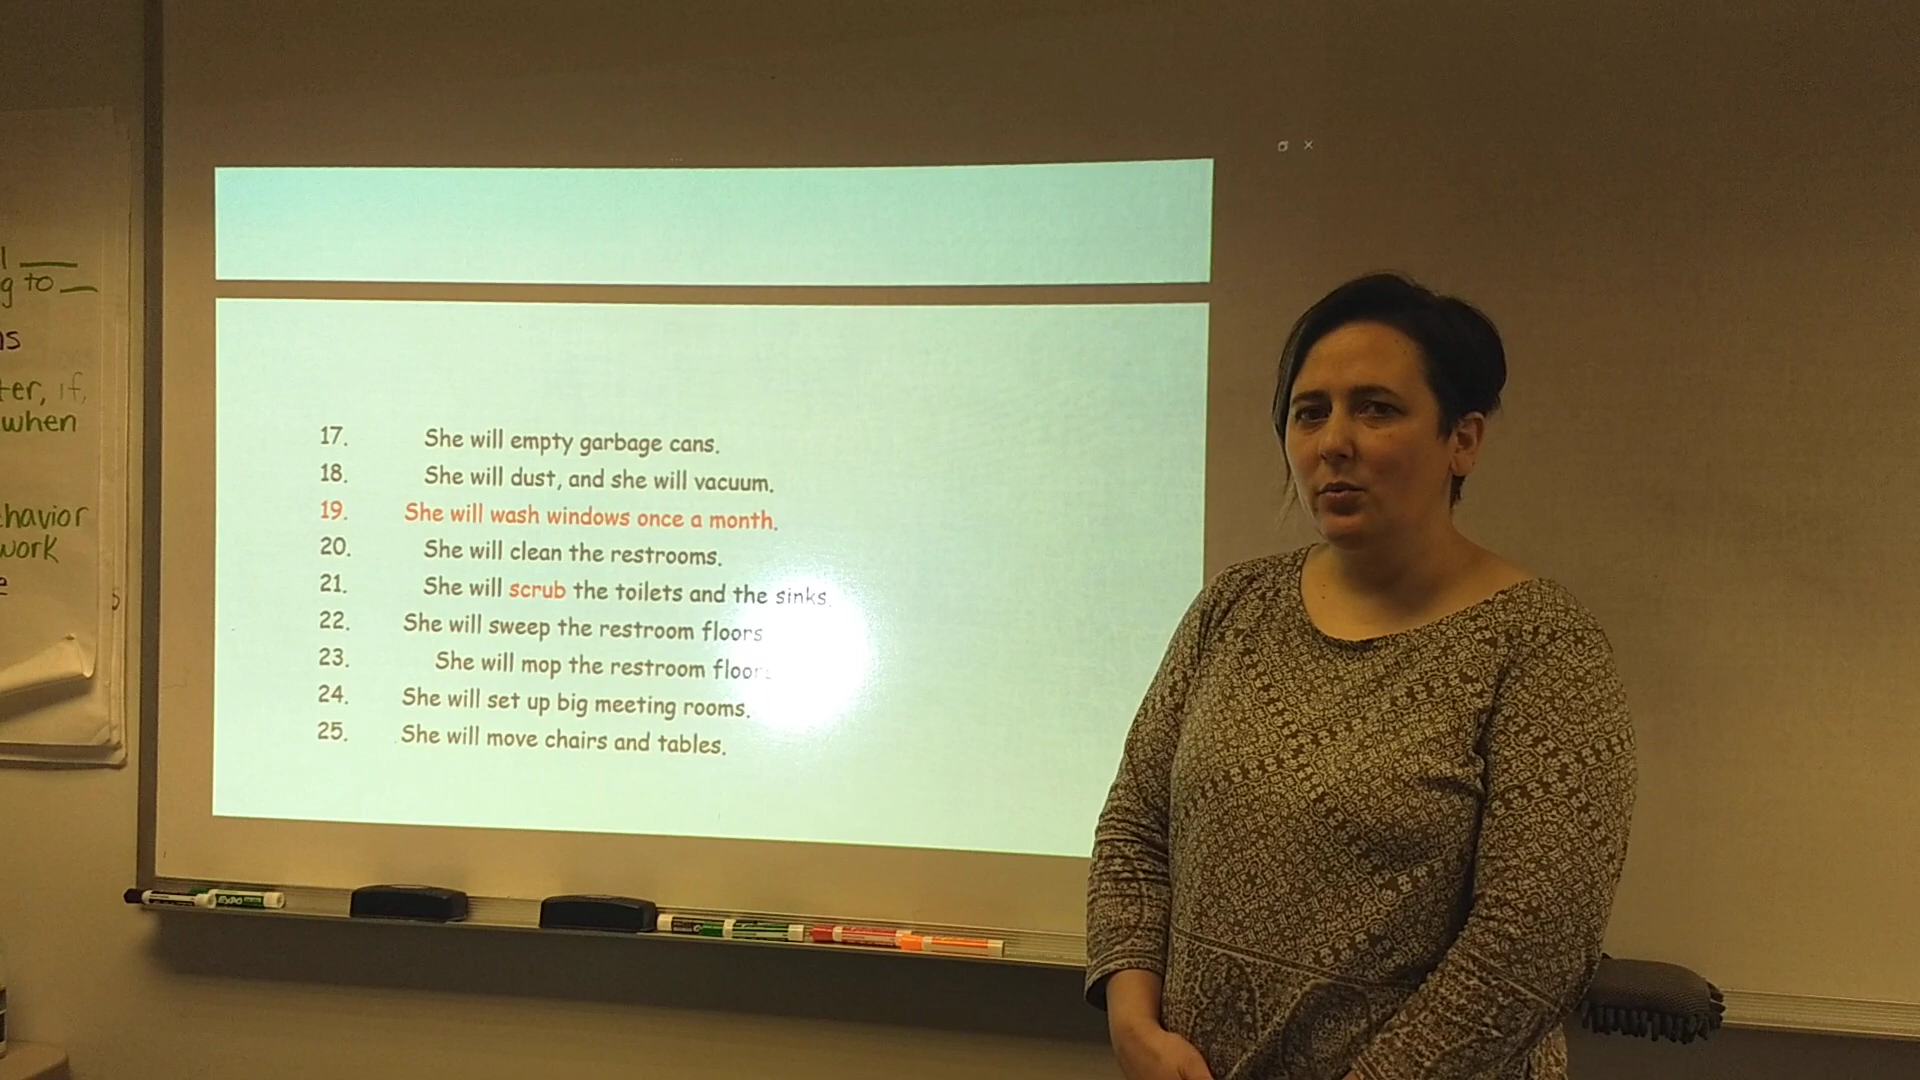 g to
when
havior
work
17. She will empty garbage cans.
18. She will dust, and she will vacuum.
19. She will wash windows once a month.
20. She will clean the restrooms.
21. She will scrub the toilets and the sinks.
22. She will sweep the restroom floors
23. She will mop the restroom floors
24. She will set up big meeting rooms.
25. She will move chairs and tables.
EXPO